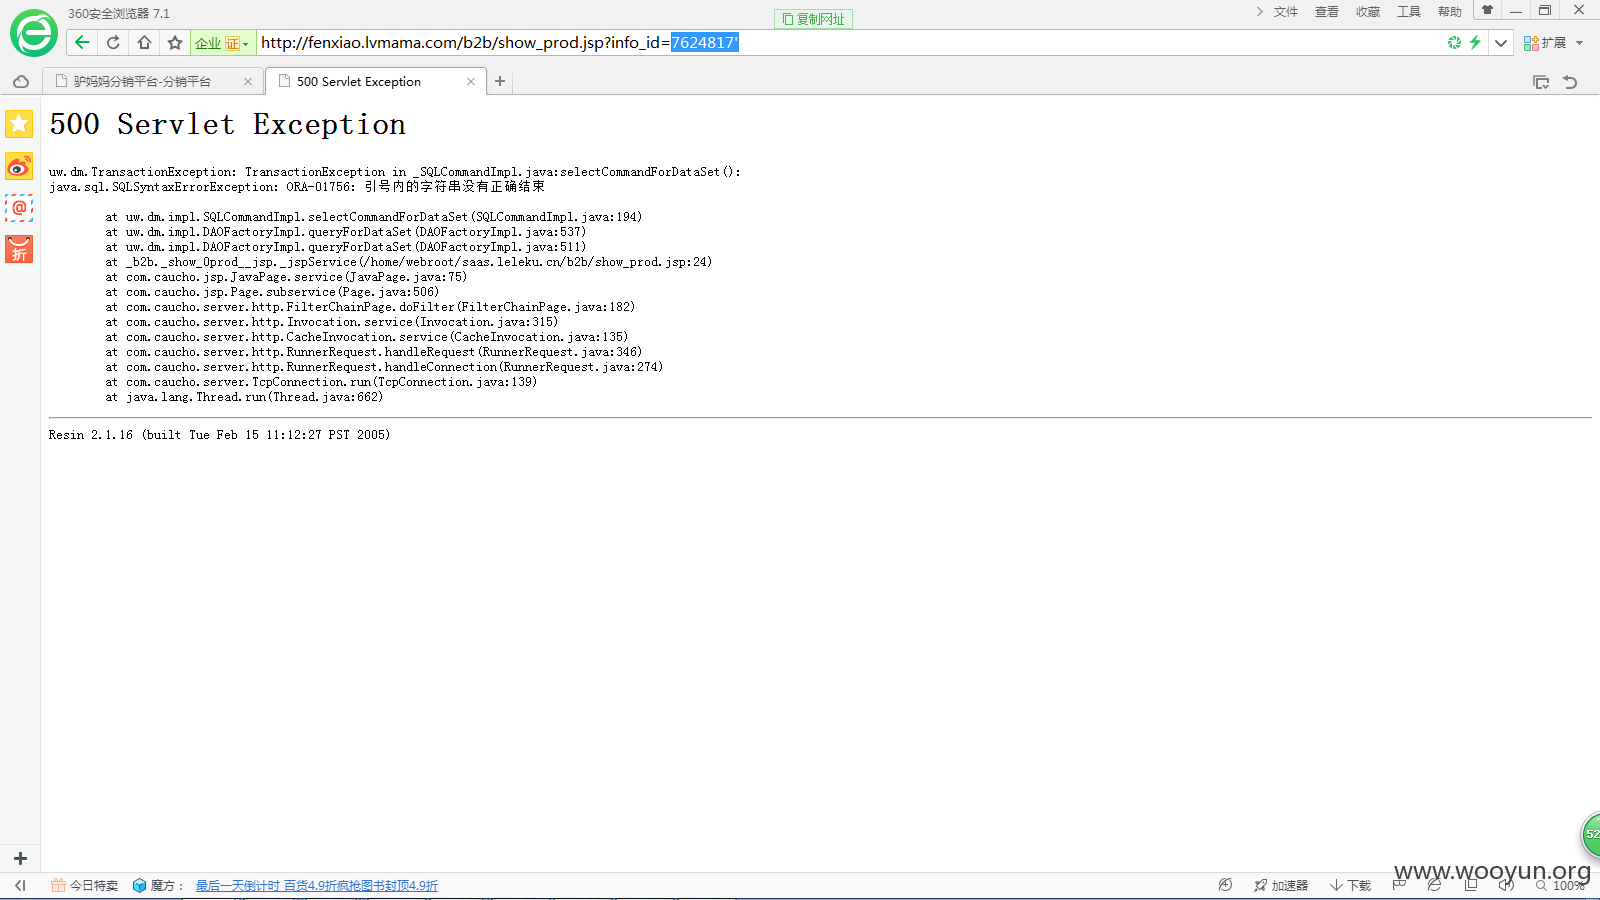 360安全浏览器 7.1
复制网址
文件 查看 收藏 工具 帮助
企业 证 http://fenxiao.lvmama.com/b2b/show_prod.jsp?info_id=7624817'
扩展
驴妈妈分销平台-分销平台
500 Servlet Exception
500 Servlet Exception
uw.dm.TransactionException: TransactionException in _SQLCommandImpl.java:selectCommandForDataSet():
java.sql.SQLSyntaxErrorException: ORA-01756: 引号内的字符串没有正确结束
at uw.dm.impl.SQLCommandImpl.selectCommandForDataSet(SQLCommandImpl.java:194)
at uw.dm.impl.DAOFactoryImpl.queryForDataSet(DAOFactoryImpl.java:537)
at uw.dm.impl.DAOFactoryImpl.queryForDataSet(DAOFactoryImpl.java:511)
at _b2b._show_0prod__jsp._jspService(/home/webroot/saas.leleku.cn/b2b/show_prod.jsp:24)
at com.caucho.jsp.JavaPage.service(JavaPage.java:75)
at com.caucho.jsp.Page.subservice(Page.java:506)
at com.caucho.server.http.FilterChainPage.doFilter(FilterChainPage.java:182)
at com.caucho.server.http.Invocation.service(Invocation.java:315)
at com.caucho.server.http.CacheInvocation.service(CacheInvocation.java:135)
at com.caucho.server.http.RunnerRequest.handleRequest(RunnerRequest.java:346)
at com.caucho.server.http.RunnerRequest.handleConnection(RunnerRequest.java:274)
at com.caucho.server.TcpConnection.run(TcpConnection.java:139)
at java.lang.Thread.run(Thread.java:662)
Resin 2.1.16 (built Tue Feb 15 11:12:27 PST 2005)
@
折
52
www.wooyun.org
今日特卖 魔方： 最后一天倒计时 百货4.9折疯抢图书封顶4.9折
加速器 下载 100%